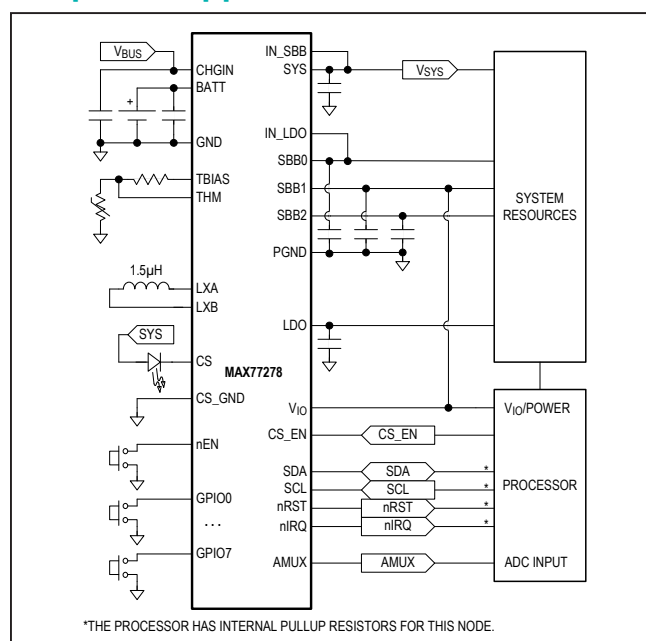 VBUS
CHGIN
BATT
+
GND
TBIAS
THM
1.5µH
LXA
LXB
SYS
CS
CS_GND
nEN
GPIO0
...
GPIO7
MAX77278
IN_SBB
SYS
VSYS
IN_LDO
SBB0
SBB1
SBB2
PGND
LDO
VIO
CS_EN
CS_EN
SDA
SDA
*
SCL
SCL
*
nRST
nRST
*
nIRQ
nIRQ
*
AMUX
AMUX
SYSTEM
RESOURCES
VIO/POWER
PROCESSOR
ADC INPUT
*THE PROCESSOR HAS INTERNAL PULLUP RESISTORS FOR THIS NODE.